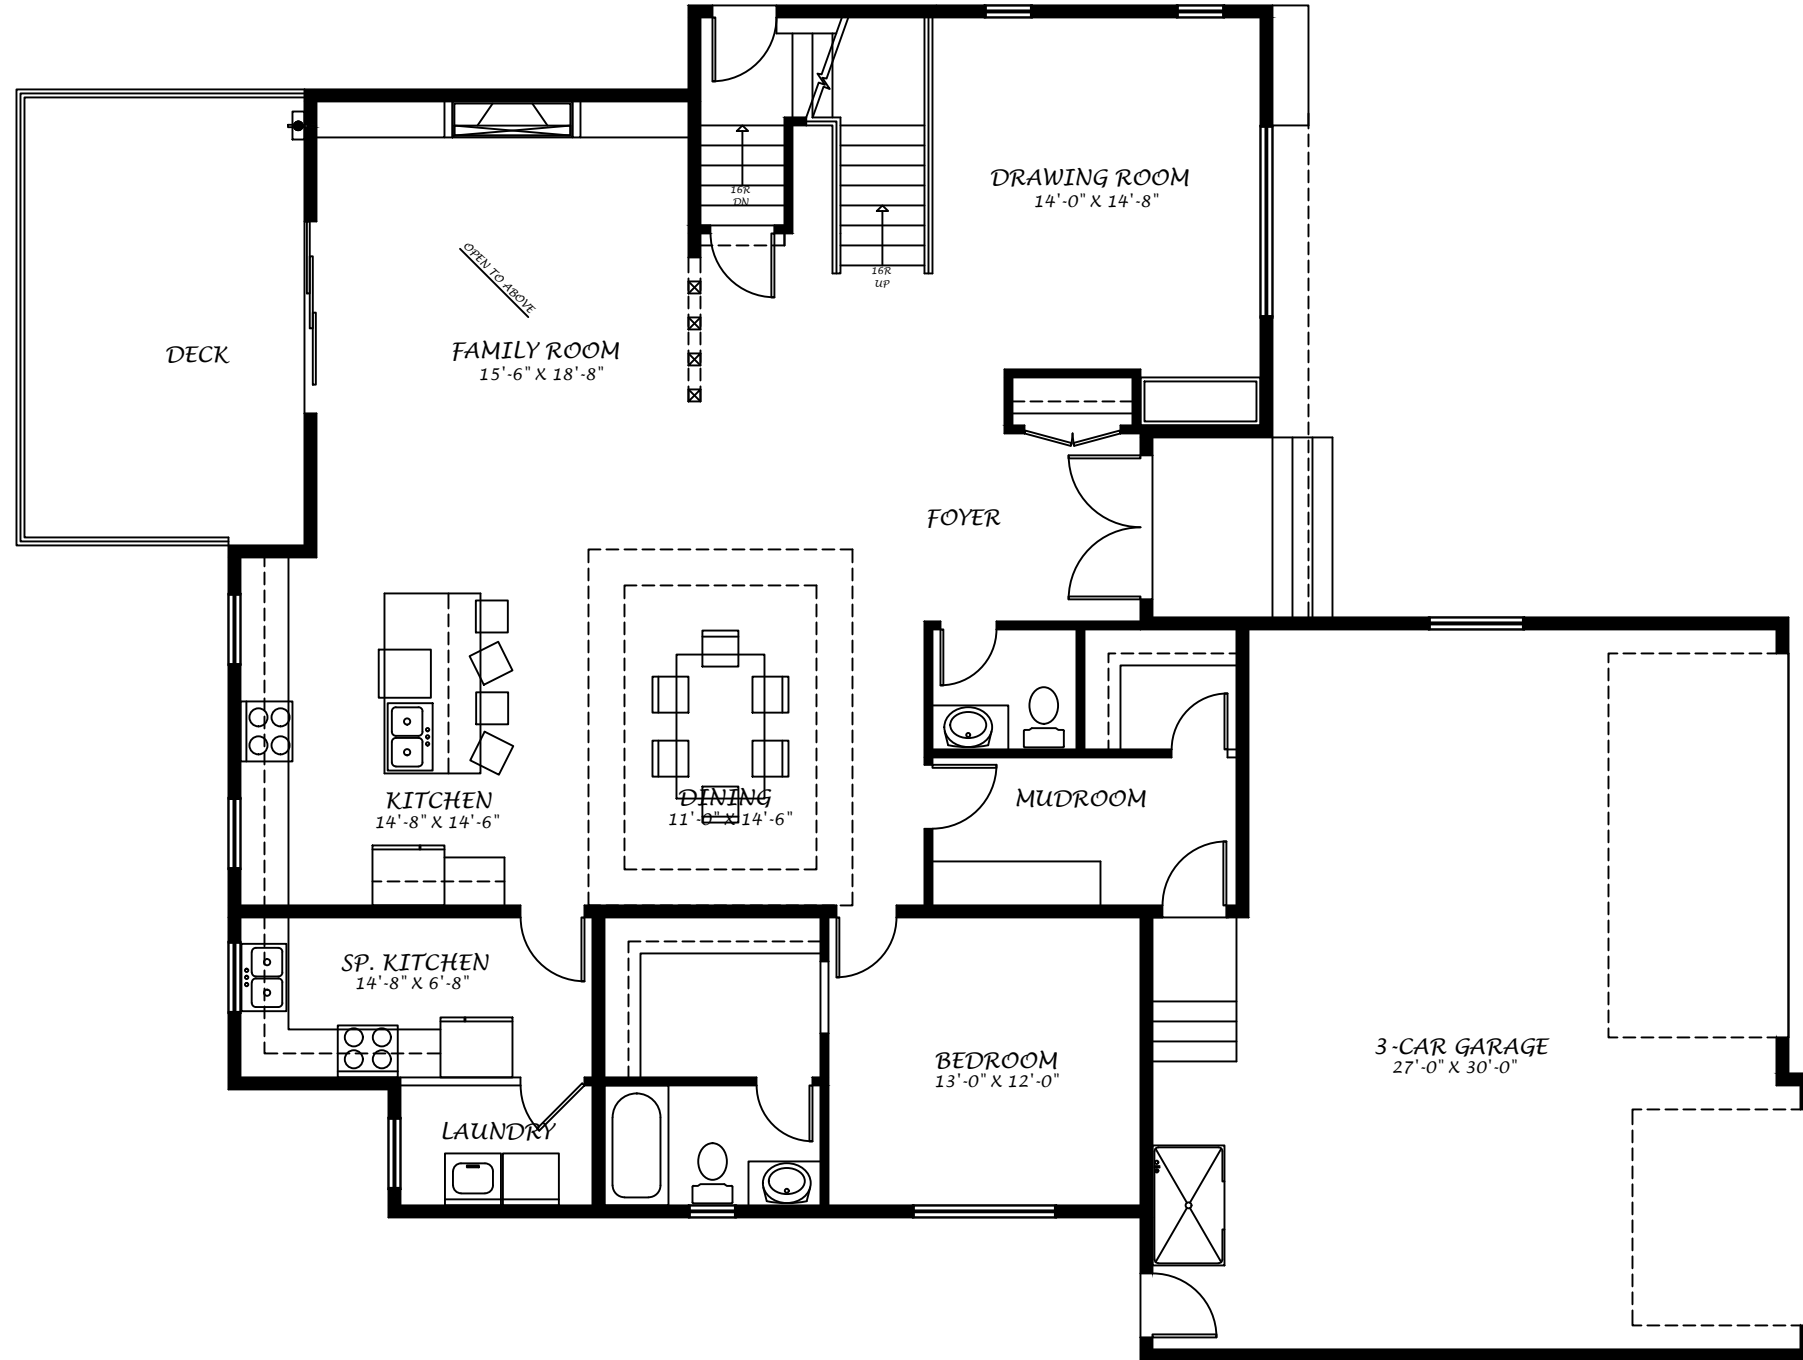 DRAWING ROOM
14'-0" X 14'-8"
16R
DN
OPEN TO ABOVE
16R
UP
DECK
FAMILY ROOM
15'-6" X 18'-8"
FOYER
KITCHEN
14'-8" X 14'-6"
DINING
11'-0" X 14'-6"
MUDROOM
SP. KITCHEN
14'-8" X 6'-8"
BEDROOM
13'-0" X 12'-0"
3-CAR GARAGE
27'-0" X 30'-0"
LAUNDRY